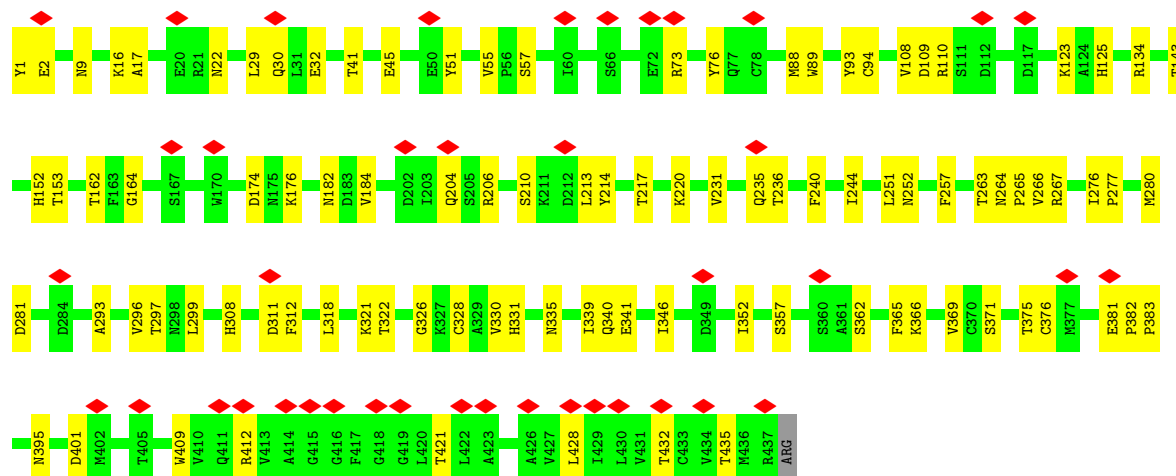 Y1 E2 N9 K16 A17 E20 R21 N22 L29 Q30 L31 E32 T41 E45 E50 Y51 V55 P56 S57 I60 S66 E72 R73 Y76 Q77 C78 M88 W89 Y93 C94 V108 D109 R110 S111 D112 D117 K123 A124 H125 R134
H152 T153 T162 F163 G164 S167 W170 D174 N175 K176 N182 D183 V184 D202 I203 Q204 S205 R206 S210 K211 D212 L213 Y214 T217 K220 V231 Q235 T236 F240 I244 L251 N252 F257 T263 N264 P265 V266 R267 I276 P277 M280
D281 D284 A293 V296 T297 N298 L299 H308 D311 F312 L318 K321 T322 G326 K327 C328 A329 V330 H331 N335 I339 Q340 E341 I346 D349 I352 S357 S360 A361 S362 F365 K366 V369 C370 S371 T375 C376 M377 E381 P382 P383
N395 D401 M402 T405 W409 V410 Q411 R412 V413 A414 G415 G416 F417 G418 G419 L420 T421 L422 A423 A426 V427 L428 I429 L430 V431 T432 C433 V434 T435 M436 R437 ARG